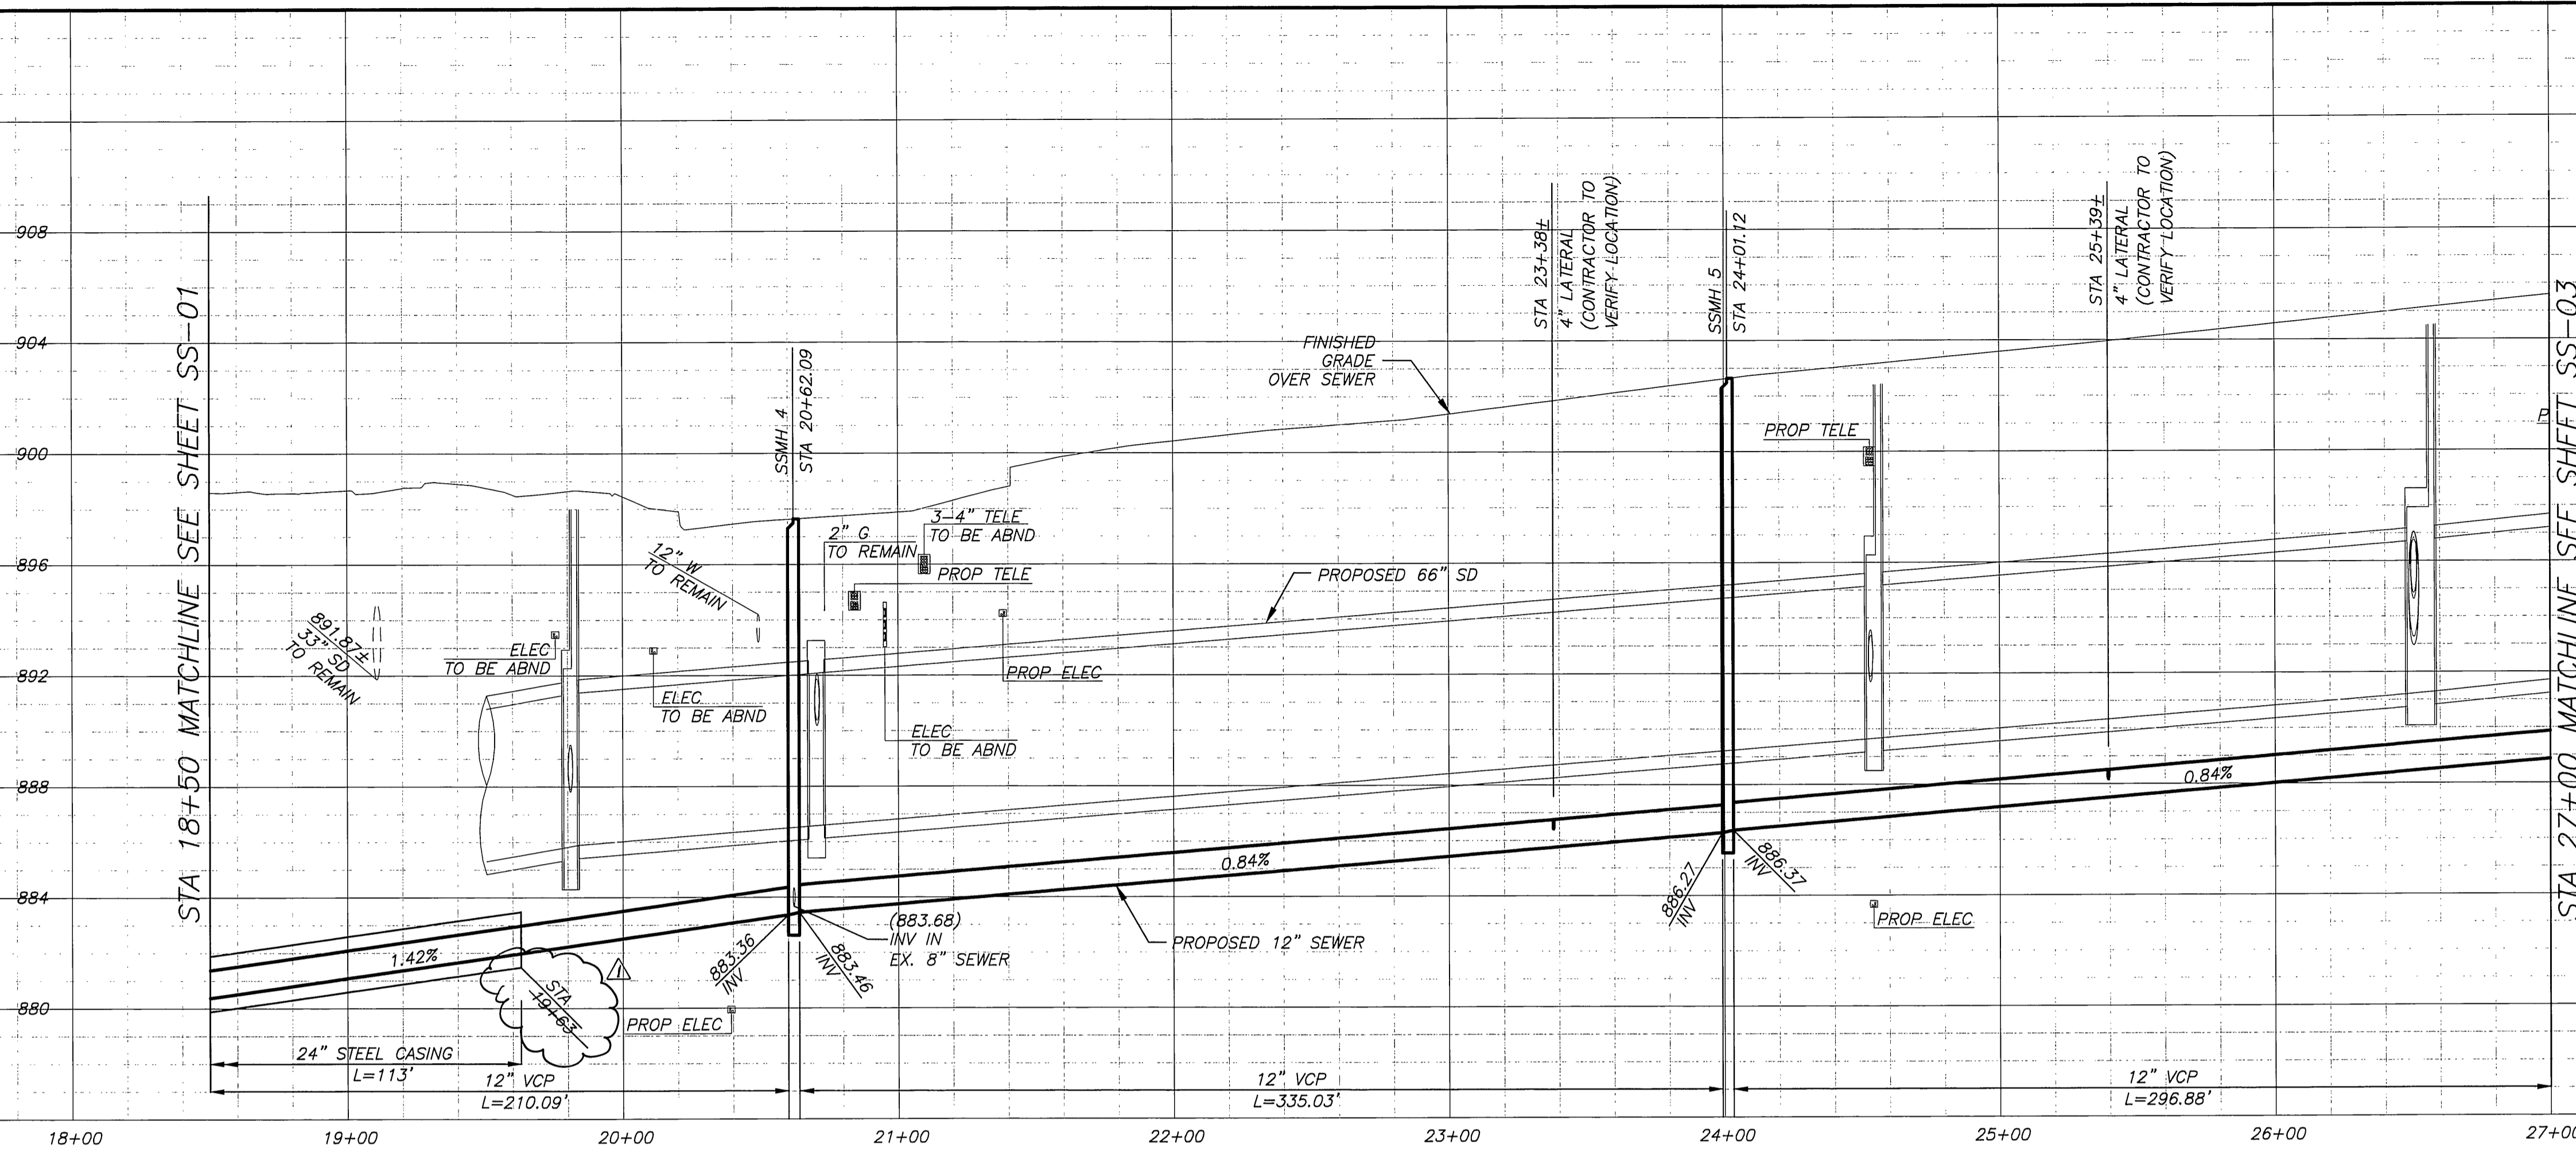 908
904
900
896
892
888
884
880
STA 18+50 MATCHLINE SEE SHEET SS-01
891.87±
33" SD
TO REMAIN
ELEC
TO BE ABND
ELEC
TO BE ABND
12" W
TO REMAIN
SSMH 4
STA 20+62.09
2" G
TO REMAIN
3-4" TELE
TO BE ABND
PROP TELE
PROP ELEC
ELEC
TO BE ABND
PROPOSED 66" SD
FINISHED
GRADE
OVER SEWER
STA 23+38±
4" LATERAL
(CONTRACTOR TO
VERIFY LOCATION)
SSMH 5
STA 24+01.12
PROP TELE
STA 25+39±
4" LATERAL
(CONTRACTOR TO
VERIFY LOCATION)
P
STA 27+00 MATCHLINE SEE SHEET SS-03
1.42%
STA
19+63
1
883.36
INV
883.46
INV
(883.68)
INV IN
EX. 8" SEWER
PROP ELEC
0.84%
PROPOSED 12" SEWER
886.27
INV
886.37
INV
PROP ELEC
0.84%
24" STEEL CASING
L=113'
12" VCP
L=210.09'
12" VCP
L=335.03'
12" VCP
L=296.88'
18+00
19+00
20+00
21+00
22+00
23+00
24+00
25+00
26+00
27+00